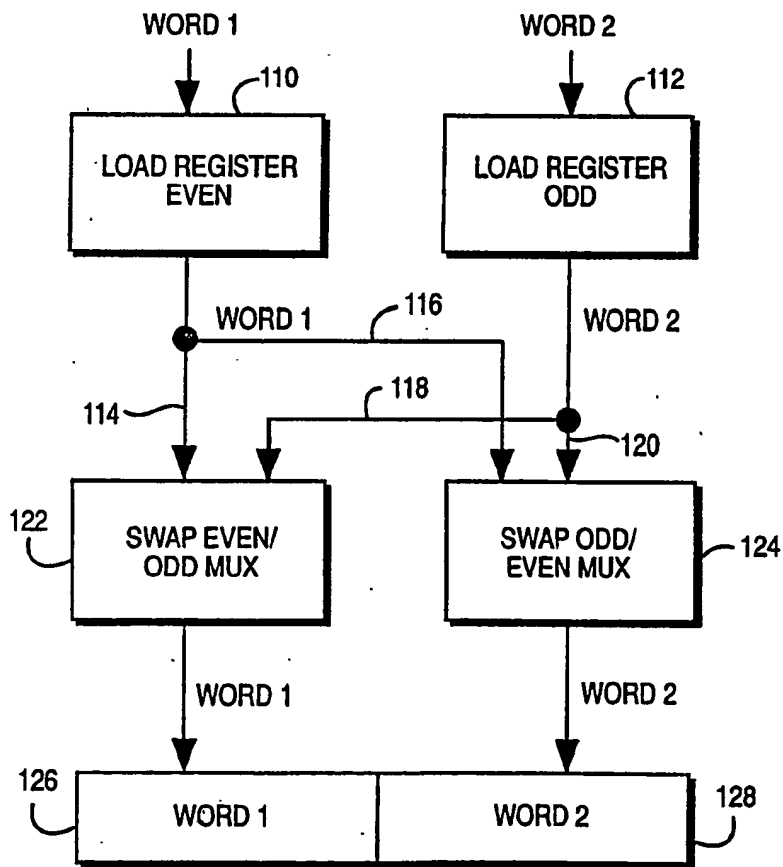 WORD 1
WORD 2
110
112
LOAD REGISTER
EVEN
LOAD REGISTER
ODD
WORD 1
116
WORD 2
114
118
120
122
SWAP EVEN/
ODD MUX
SWAP ODD/
EVEN MUX
124
WORD 1
WORD 2
126
WORD 1
WORD 2
128